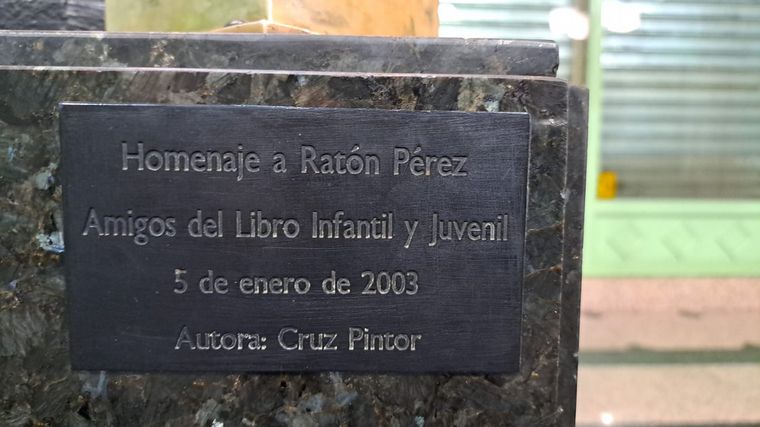 Homenaje a Ratón Pérez
Amigos del Libro Infantil y Juvenil
5 de enero de 2003
Autora: Cruz Pintor